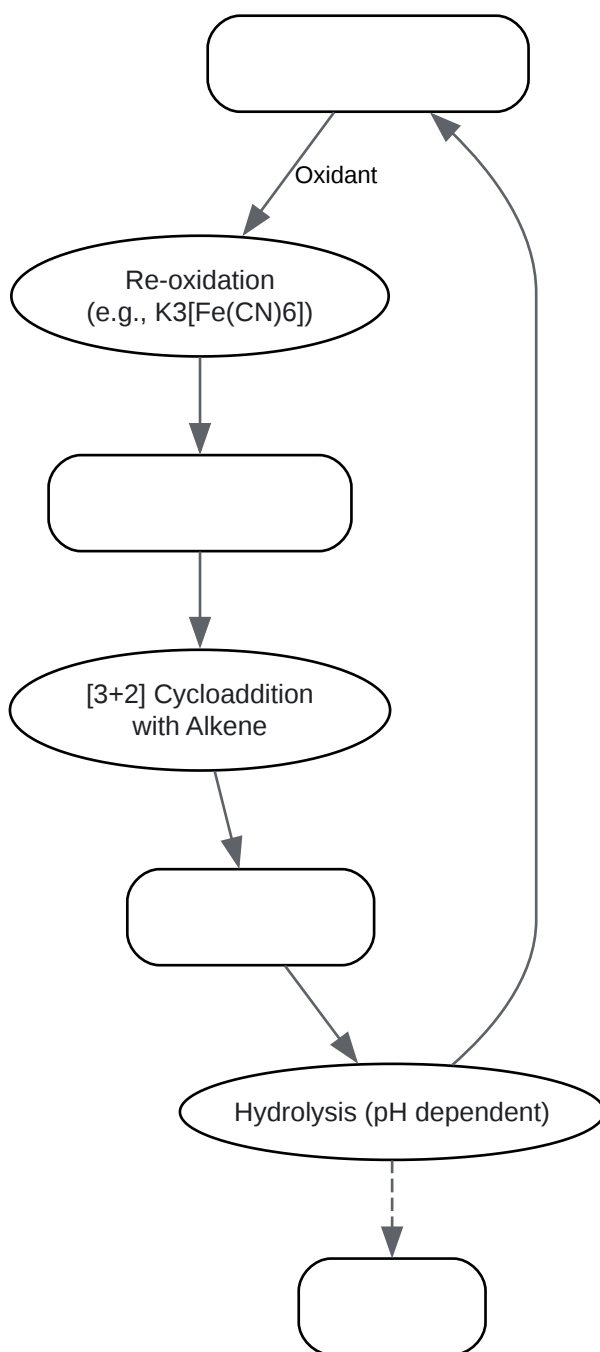 Oxidant
Re-oxidation
(e.g., K3[Fe(CN)6])
[3+2] Cycloaddition
with Alkene
Hydrolysis (pH dependent)